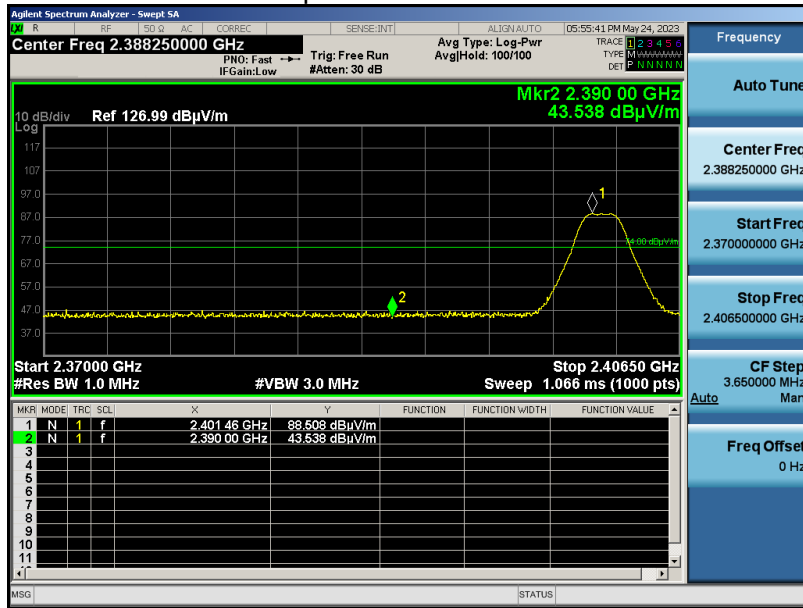 Agilent Spectrum Analyzer - Swept SA
LXI R RF 50 Ω AC CORREC SENSE:INT ALIGN AUTO 05:55:41 PM May 24, 2023
Center Freq 2.388250000 GHz
PNO: Fast
IFGain:Low
Trig: Free Run
#Atten: 30 dB
Avg Type: Log-Pwr
Avg|Hold: 100/100
TRACE 1 2 3 4 5 6
TYPE M
DET P N N N N N
Mkr2 2.390 00 GHz
43.538 dBµV/m
10 dB/div Ref 126.99 dBµV/m
Log
117
107
97.0
87.0
77.0
67.0
57.0
47.0
37.0
1
2
74.00 dBµV/m
Start 2.37000 GHz
Stop 2.40650 GHz
#Res BW 1.0 MHz
#VBW 3.0 MHz
Sweep 1.066 ms (1000 pts)
MKR MODE TRC SCL X Y FUNCTION FUNCTION WIDTH FUNCTION VALUE
1 N 1 f 2.401 46 GHz 88.508 dBµV/m
2 N 1 f 2.390 00 GHz 43.538 dBµV/m
3
4
5
6
7
8
9
10
11
MSG STATUS
Frequency
Auto Tune
Center Freq
2.388250000 GHz
Start Freq
2.370000000 GHz
Stop Freq
2.406500000 GHz
CF Step
3.650000 MHz
Auto Man
Freq Offset
0 Hz